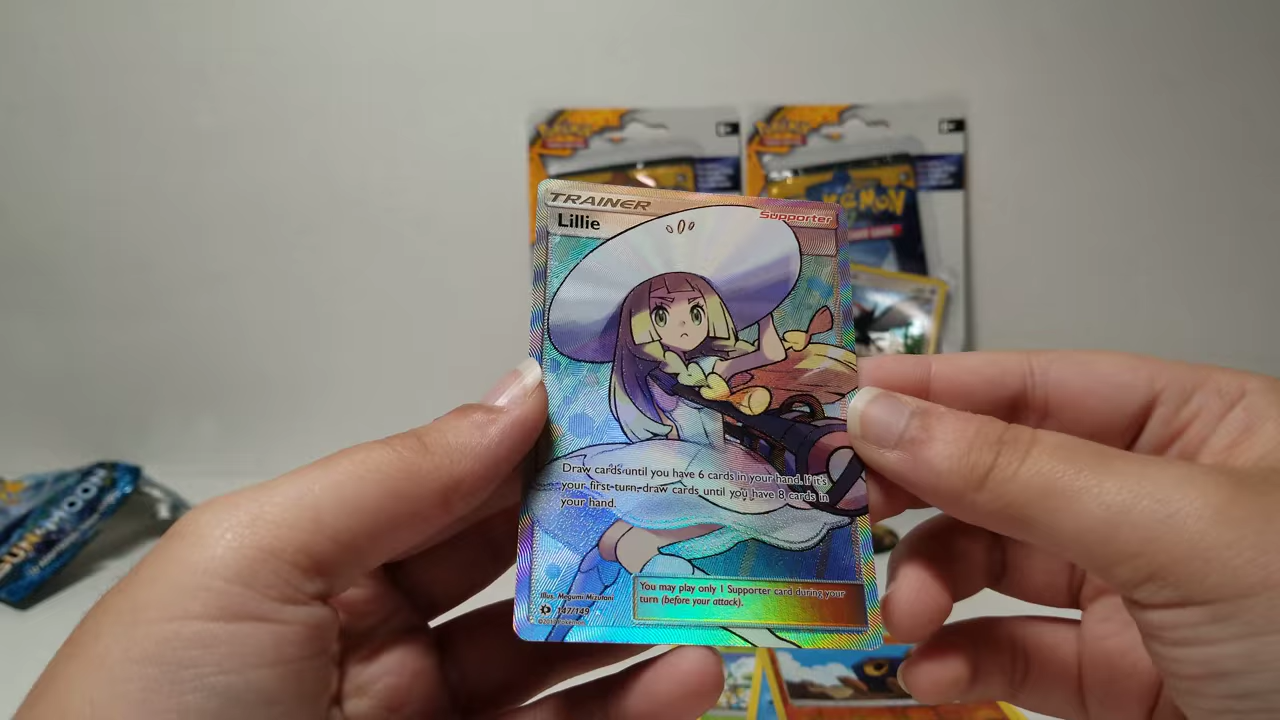 TRAINER
Lillie
Supporter
Draw cards until you have 6 cards in your hand. If it's
your first turn, draw cards until you have 8 cards in
your hand.
You may play only 1 Supporter card during your
turn (before your attack).
Illus. Megumi Mizutani
147/149
POKÉMON
SUN & MOON